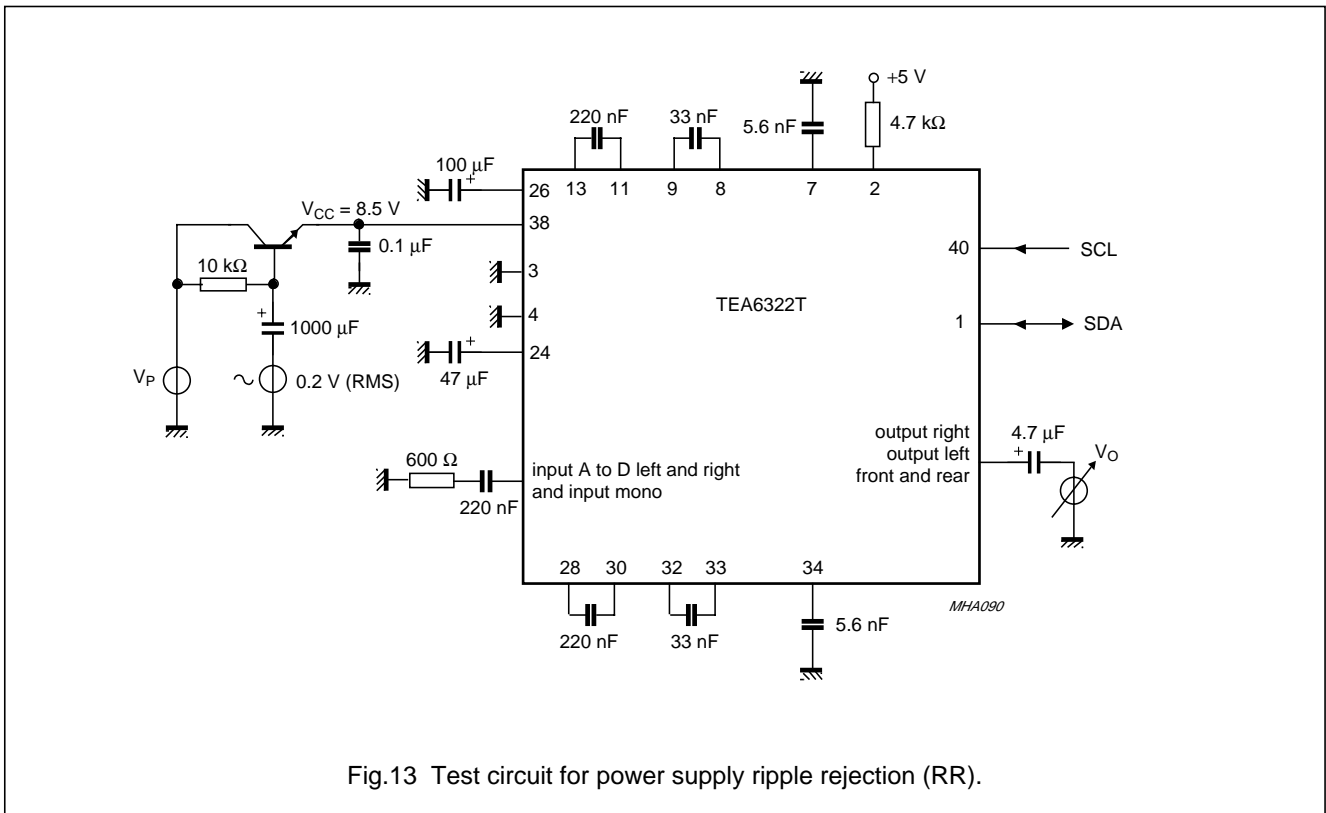 +5 V
220 nF
33 nF
5.6 nF
4.7 kΩ
100 μF
+
26
13
11
9
8
7
2
VCC = 8.5 V
38
0.1 μF
40
SCL
10 kΩ
3
TEA6322T
+
1000 μF
4
1
SDA
24
+
47 μF
VP
0.2 V (RMS)
output right
output left
front and rear
4.7 μF
+
VO
600 Ω
220 nF
input A to D left and right
and input mono
28
30
32
33
34
MHA090
220 nF
33 nF
5.6 nF
Fig.13 Test circuit for power supply ripple rejection (RR).